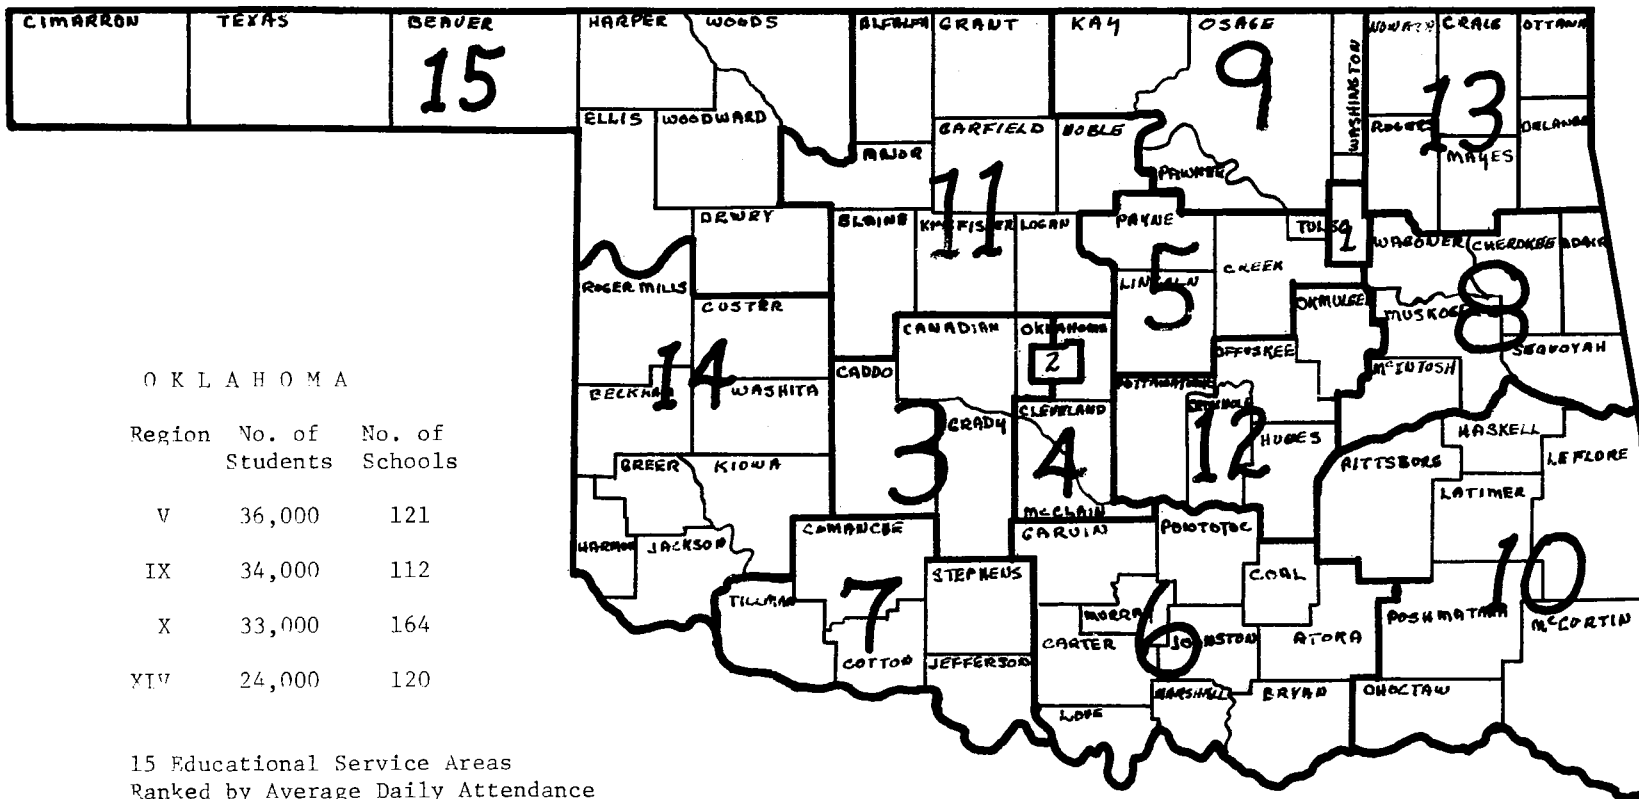 CIMARRON TEXAS BEAVER HARPER WOODS ALFALFA GRANT KAY OSAGE WASHINGTON NOWATA CRAIG OTTAWA
15 9 13
ELLIS WOODWARD GARFIELD NOBLE ROGERS DELAWARE
MAJOR MAYES
11 PAWNEE
DEWEY BLAINE KINGFISHER LOGAN PAYNE TULSA 1 WAGONER CHEROKEE ADAIR
5 CREEK 8
ROGER MILLS LINCOLN
CUSTER OKMULGEE MUSKOGEE
CANADIAN OKLAHOMA
14 2 OFFUSKEE SEQUOYAH
CADDO MCINTOSH
BECKHAM WASHITA POTTAWATOMIE SEMINOLE
3 GRADY CLEVELAND 12 HASKELL
4 HUGES
GREER KIOWA PITTSBURG LEFLORE
LATIMER
MCCLAIN
COMANCHE GARVIN PONTOTOC
HARMON JACKSON 10
STEPHENS COAL
7 6
TILLMAN MURRAY POSHMATAHA MCCURTIN
CARTER JOHNSTON ATOKA
COTTON JEFFERSON
MARSHALL BRYAN CHOCTAW
LOVE
O K L A H O M A
Region No. of No. of
Students Schools
V 36,000 121
IX 34,000 112
X 33,000 164
XIV 24,000 120
15 Educational Service Areas
Ranked by Average Daily Attendance